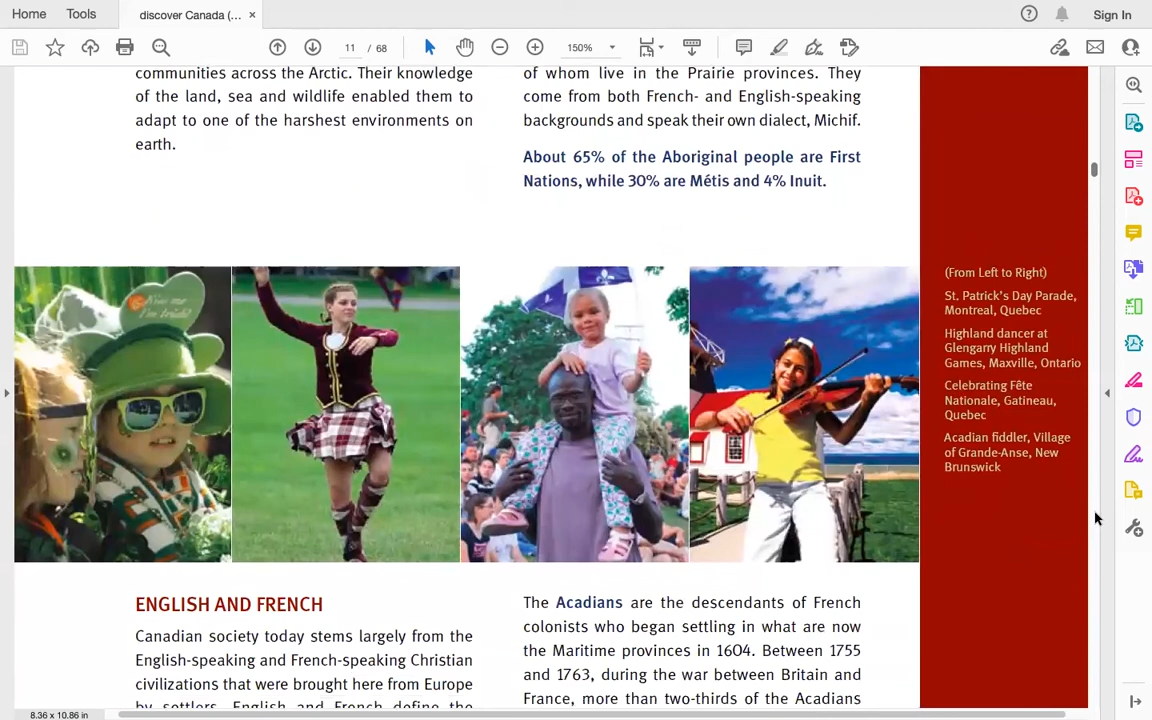 Home
Tools
discover Canada (... ×
Sign In
11 / 68
150%
communities across the Arctic. Their knowledge
of the land, sea and wildlife enabled them to
adapt to one of the harshest environments on
earth.
of whom live in the Prairie provinces. They
come from both French- and English-speaking
backgrounds and speak their own dialect, Michif.
About 65% of the Aboriginal people are First
Nations, while 30% are Métis and 4% Inuit.
(From Left to Right)
St. Patrick's Day Parade,
Montreal, Quebec
Highland dancer at
Glengarry Highland
Games, Maxville, Ontario
Celebrating Fête
Nationale, Gatineau,
Quebec
Acadian fiddler, Village
of Grande-Anse, New
Brunswick
ENGLISH AND FRENCH
Canadian society today stems largely from the
English-speaking and French-speaking Christian
civilizations that were brought here from Europe
by settlers. English and French define the
The Acadians are the descendants of French
colonists who began settling in what are now
the Maritime provinces in 1604. Between 1755
and 1763, during the war between Britain and
France, more than two-thirds of the Acadians
8.36 x 10.86 in